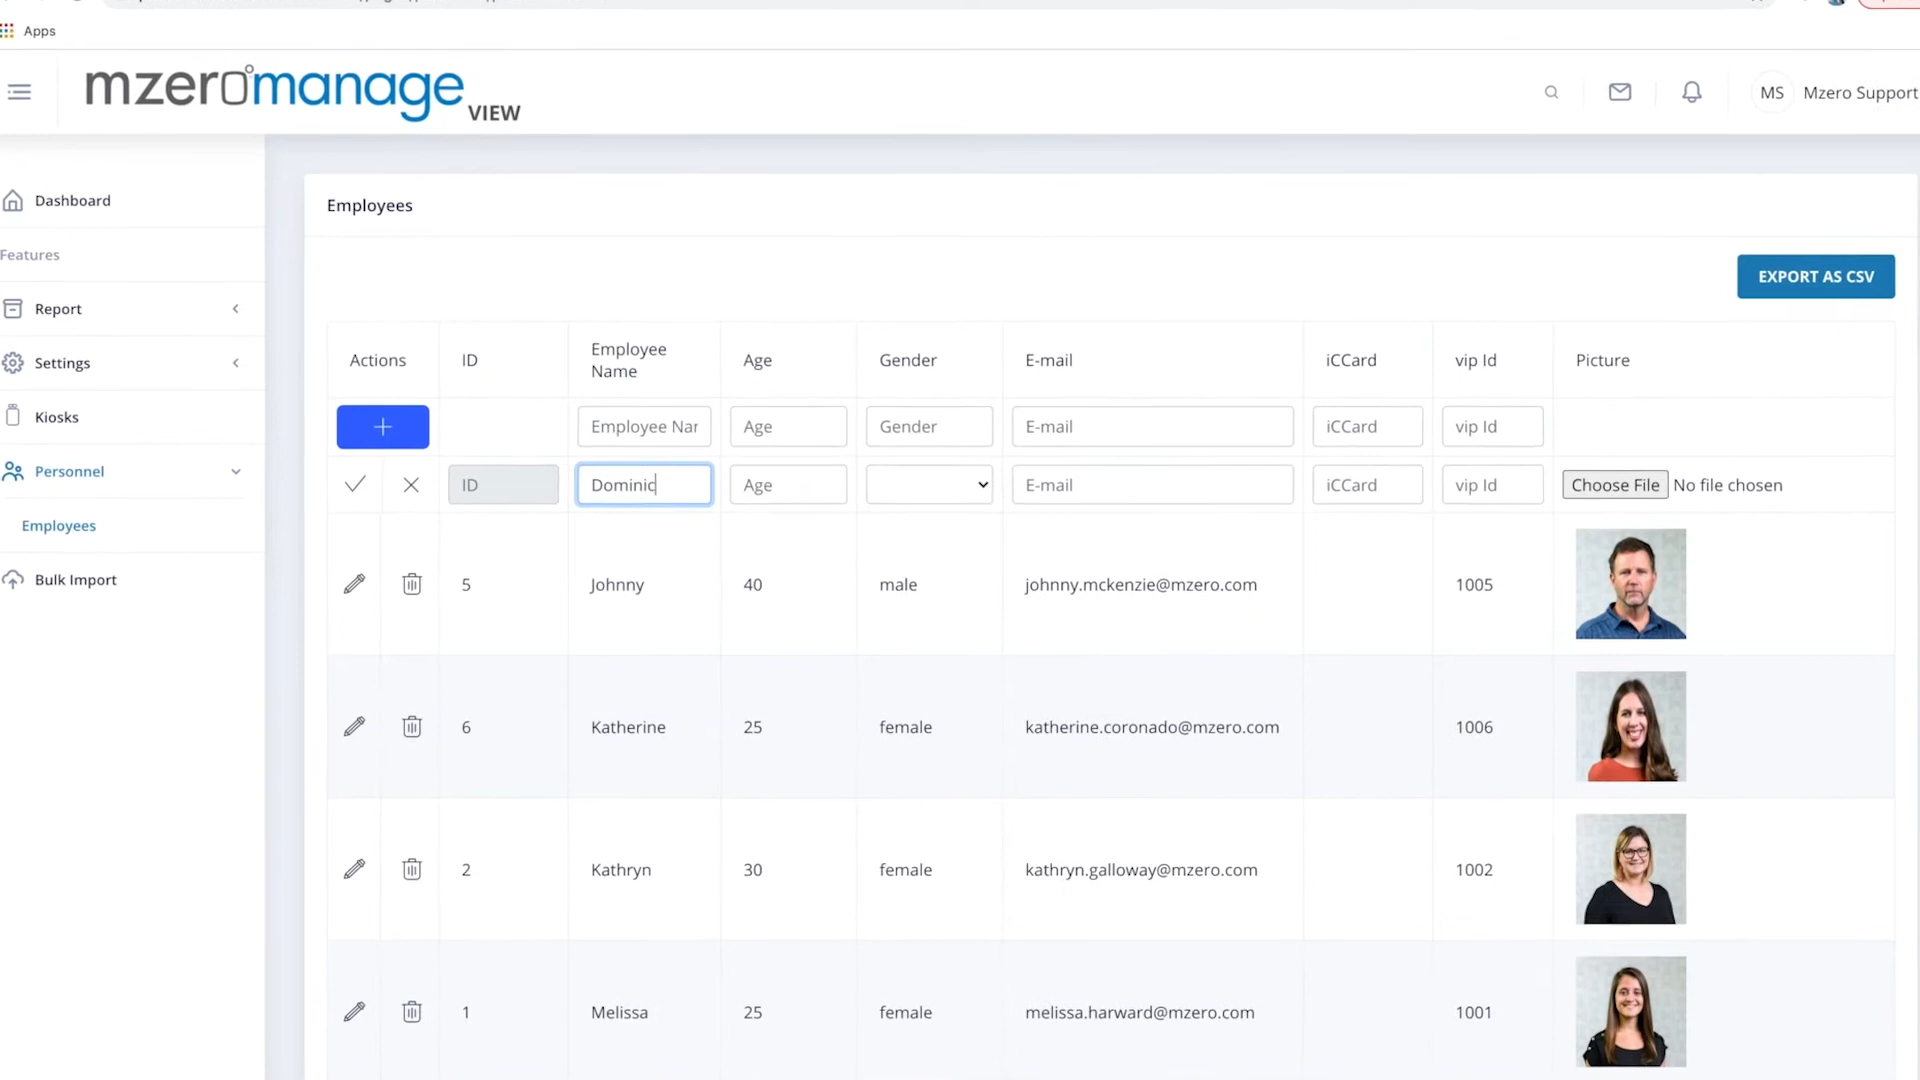 Apps
mzeromanage VIEW
MS Mzero Support
Dashboard
Features
Report
Settings
Kiosks
Personnel
Employees
Bulk Import
Employees
EXPORT AS CSV
Actions ID Employee Name Age Gender E-mail iCCard vip Id Picture
Employee Nar Age Gender E-mail iCCard vip Id
ID Dominic Age E-mail iCCard vip Id Choose File No file chosen
5 Johnny 40 male johnny.mckenzie@mzero.com 1005
6 Katherine 25 female katherine.coronado@mzero.com 1006
2 Kathryn 30 female kathryn.galloway@mzero.com 1002
1 Melissa 25 female melissa.harward@mzero.com 1001